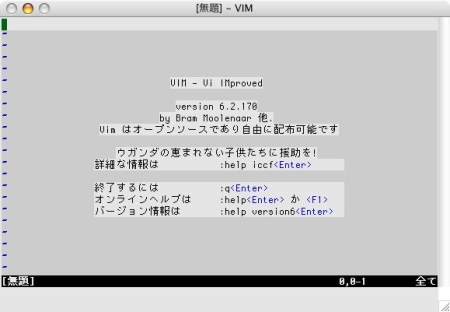 [無題] – VIM
VIM - Vi IMproved
version 6.2.170
by Bram Moolenaar 他.
Vim はオープンソースであり自由に配布可能です
ウガンダの恵まれない子供たちに援助を!
詳細な情報は :help iccf<Enter>
終了するには :q<Enter>
オンラインヘルプは :help<Enter> か <F1>
バージョン情報は :help version6<Enter>
[無題] 0,0-1 全て